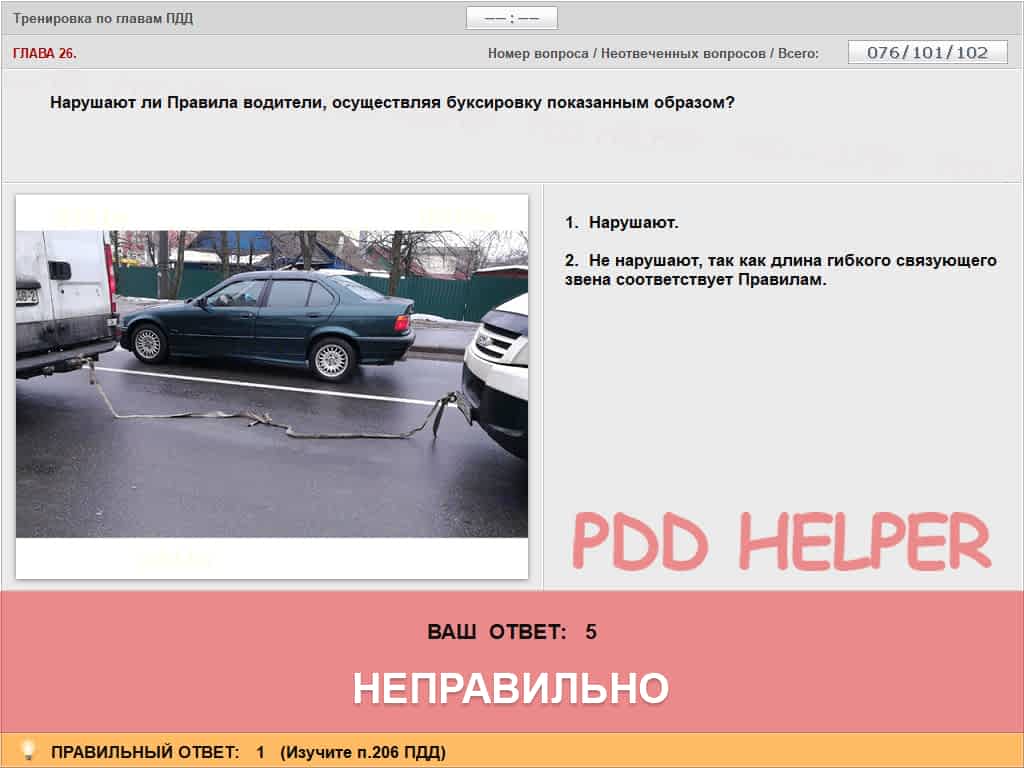 Тренировка по главам ПДД
—— : ——
ГЛАВА 26.
Номер вопроса / Неотвеченных вопросов / Всего: 076/101/102
Нарушают ли Правила водители, осуществляя буксировку показанным образом?
1. Нарушают.
2. Не нарушают, так как длина гибкого связующего
звена соответствует Правилам.
PDD HELPER
ВАШ ОТВЕТ: 5
НЕПРАВИЛЬНО
ПРАВИЛЬНЫЙ ОТВЕТ: 1 (Изучите п.206 ПДД)